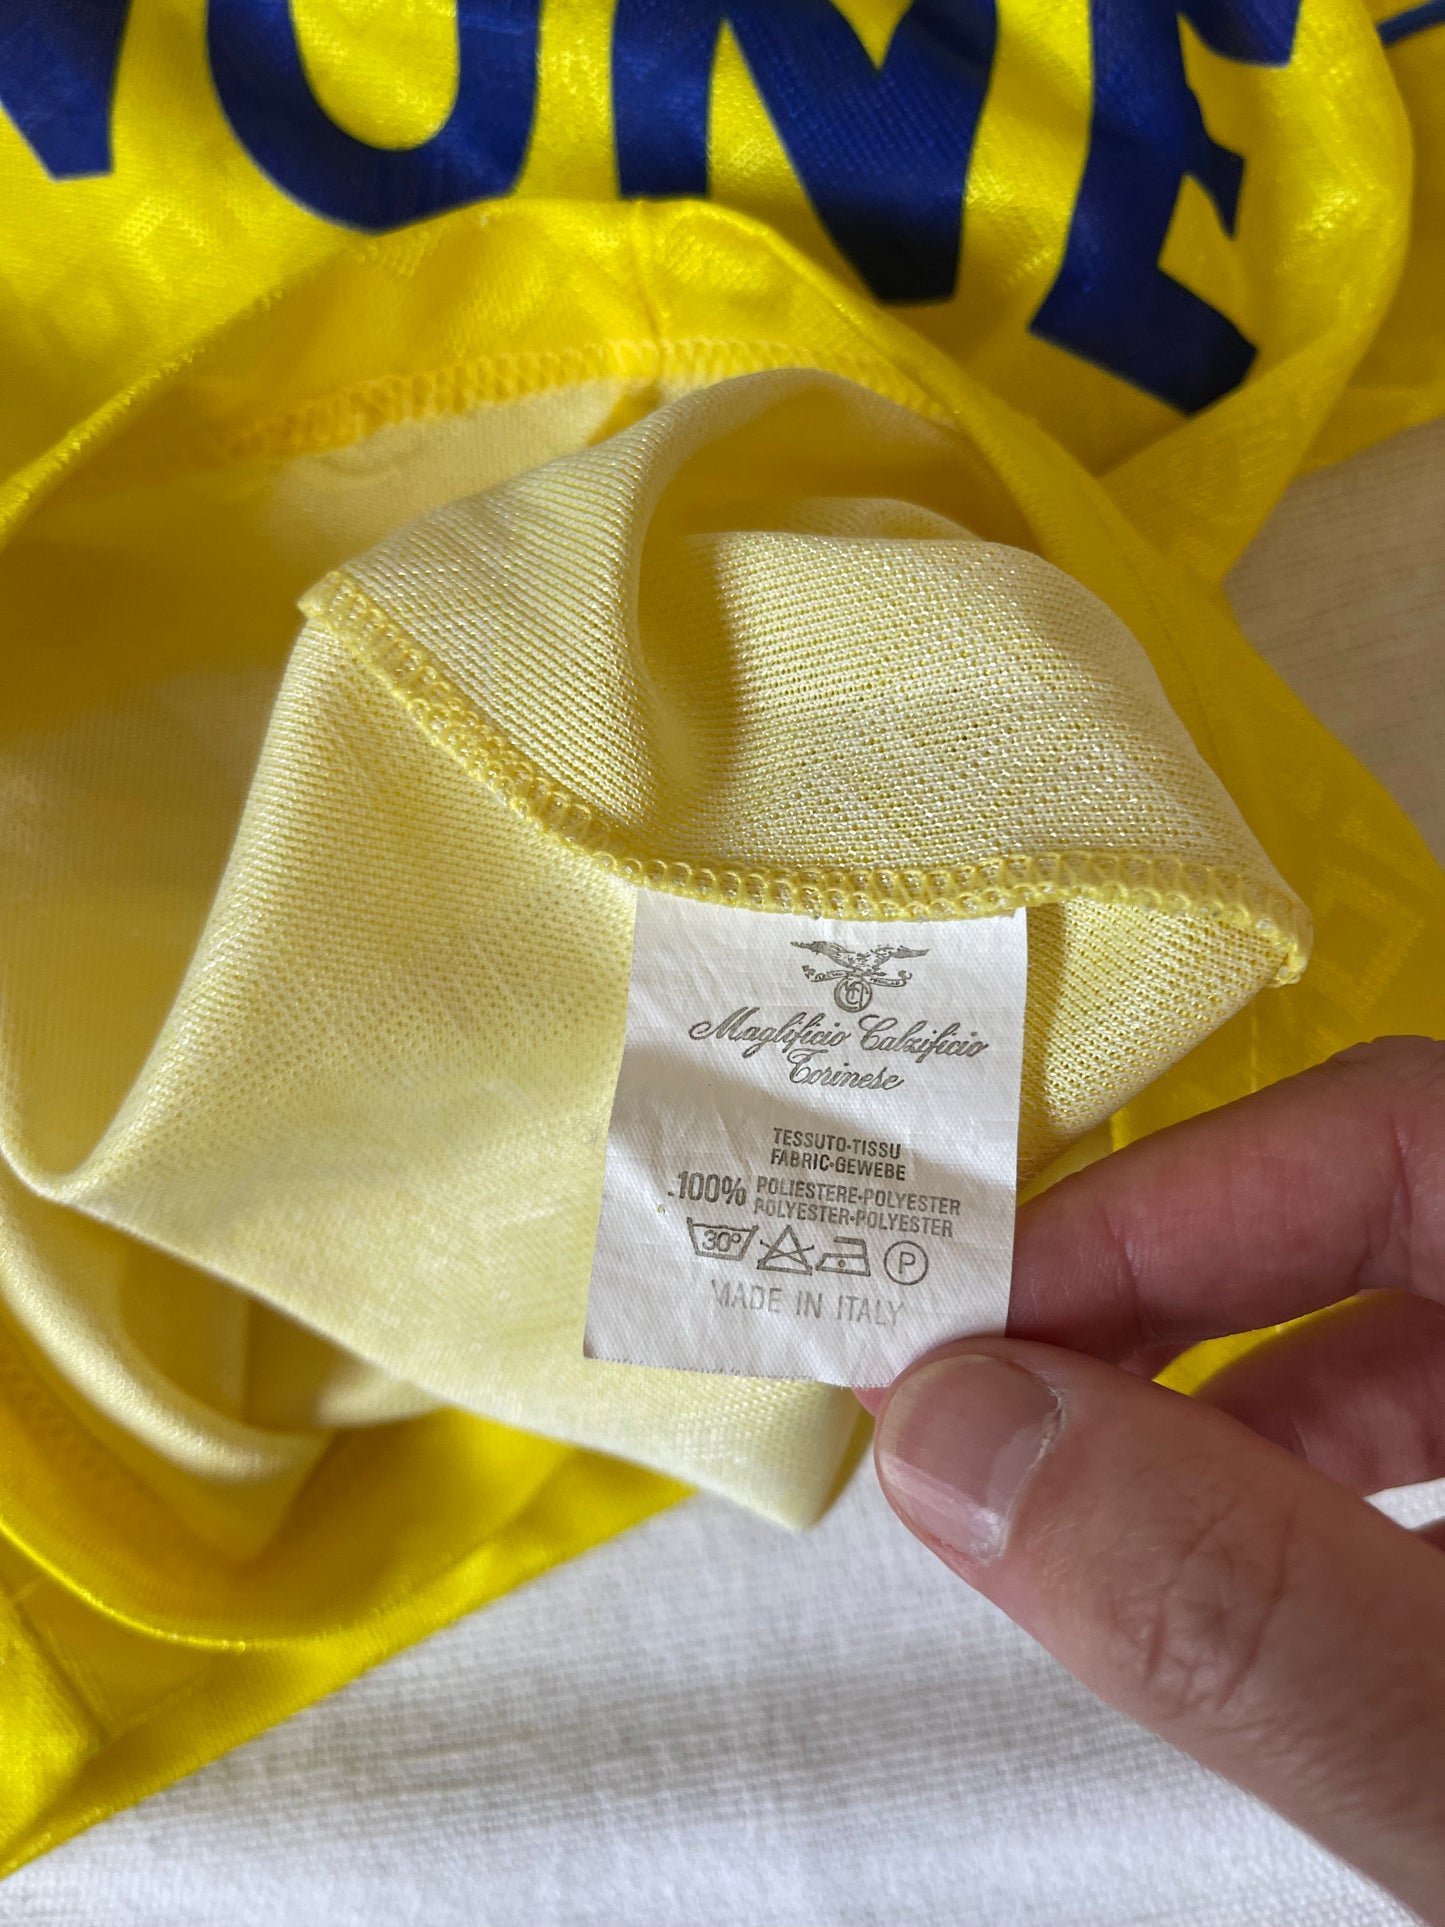 Maglificio Calzificio
Torinese
TESSUTO-TISSU
FABRIC-GEWEBE
100% POLIESTERE-POLYESTER
POLYESTER-POLYESTER
30°
P
MADE IN ITALY